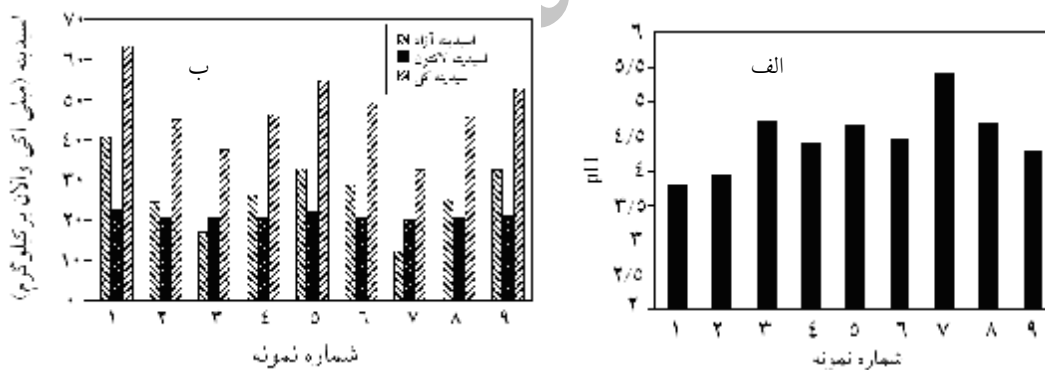 الف
pH
۶
۵/۵
۵
۴/۵
۴
۳/۵
۳
۲/۵
۲
۱ ۲ ۳ ۴ ۵ ۶ ۷ ۸ ۹
شماره نمونه
ب
اسیدیته (میلی اکی والان بر کیلوگرم)
۷۰
۶۰
۵۰
۴۰
۳۰
۲۰
۱۰
۰
اسیدیته آزاد
اسیدیته لاکتون
اسیدیته کل
۱ ۲ ۳ ۴ ۵ ۶ ۷ ۸ ۹
شماره نمونه